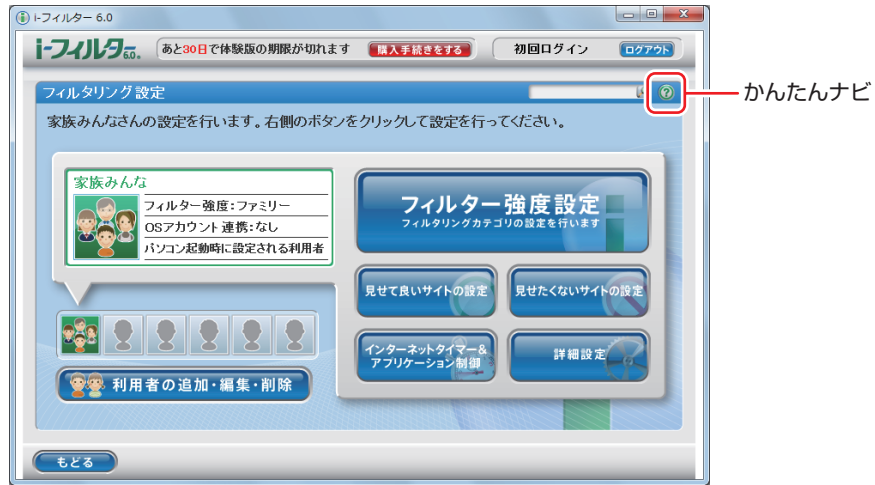 i-フィルター 6.0
i-フィルター 6.0. あと30日で体験版の期限が切れます 購入手続きをする 初回ログイン ログアウト
フィルタリング設定
?
かんたんナビ
家族みんなさんの設定を行います。右側のボタンをクリックして設定を行ってください。
家族みんな
フィルター強度:ファミリー
OSアカウント連携:なし
パソコン起動時に設定される利用者
フィルター強度設定
フィルタリングカテゴリの設定を行います
見せて良いサイトの設定
見せたくないサイトの設定
インターネットタイマー&
アプリケーション制御
詳細設定
利用者の追加・編集・削除
もどる